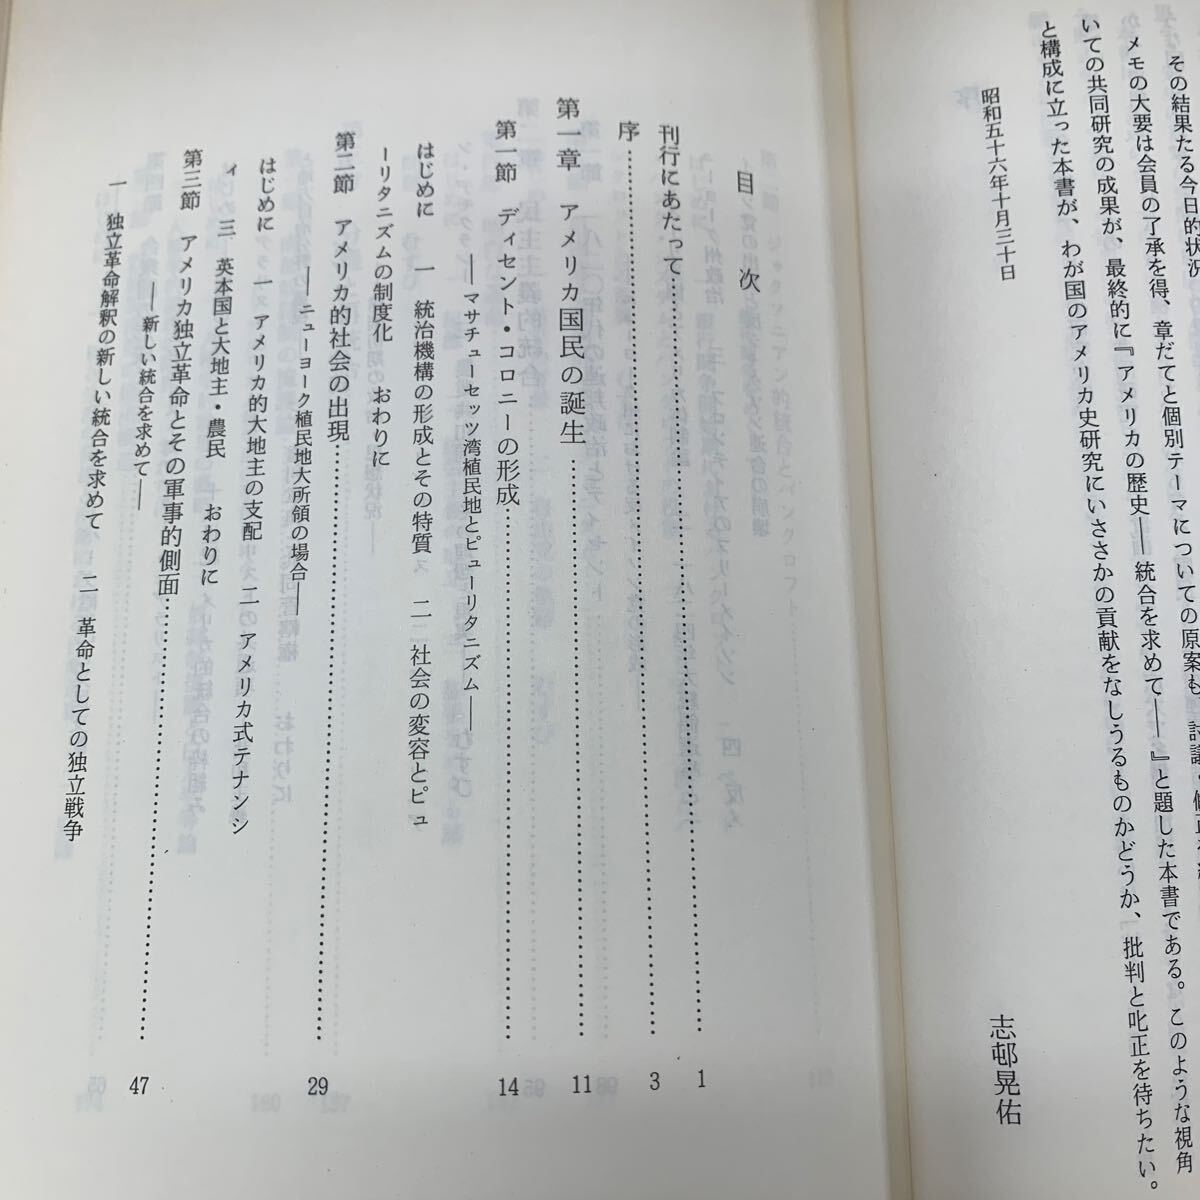 その結果たる今日的状況
メモの大要は会員の了承を得、章だてと個別テーマについての原案も、討議・修正を
いての共同研究の成果が、最終的に『アメリカの歴史――統合を求めて――』と題した本書である。このような視角
と構成に立った本書が、わが国のアメリカ史研究にいささかの貢献をなしうるものかどうか、批判と叱正を待ちたい。
昭和五十六年十月三十日
志邨晃佑
目次
刊行にあたって……1
序……3
第一章 アメリカ国民の誕生……11
第一節 ディセント・コロニーの形成……14
――マサチューセッツ湾植民地とピューリタニズム――
はじめに 一 統治機構の形成とその特質 二 社会の変容とピュ
ーリタニズムの制度化 おわりに
第二節 アメリカ的社会の出現……29
――ニューヨーク植民地大所領の場合――
はじめに 一 アメリカ的大地主の支配 二 アメリカ式テナンシ
ィ 三 英本国と大地主・農民 おわりに
第三節 アメリカ独立革命とその軍事的側面……47
――新しい統合を求めて――
一 独立革命解釈の新しい統合を求めて 二 革命としての独立戦争